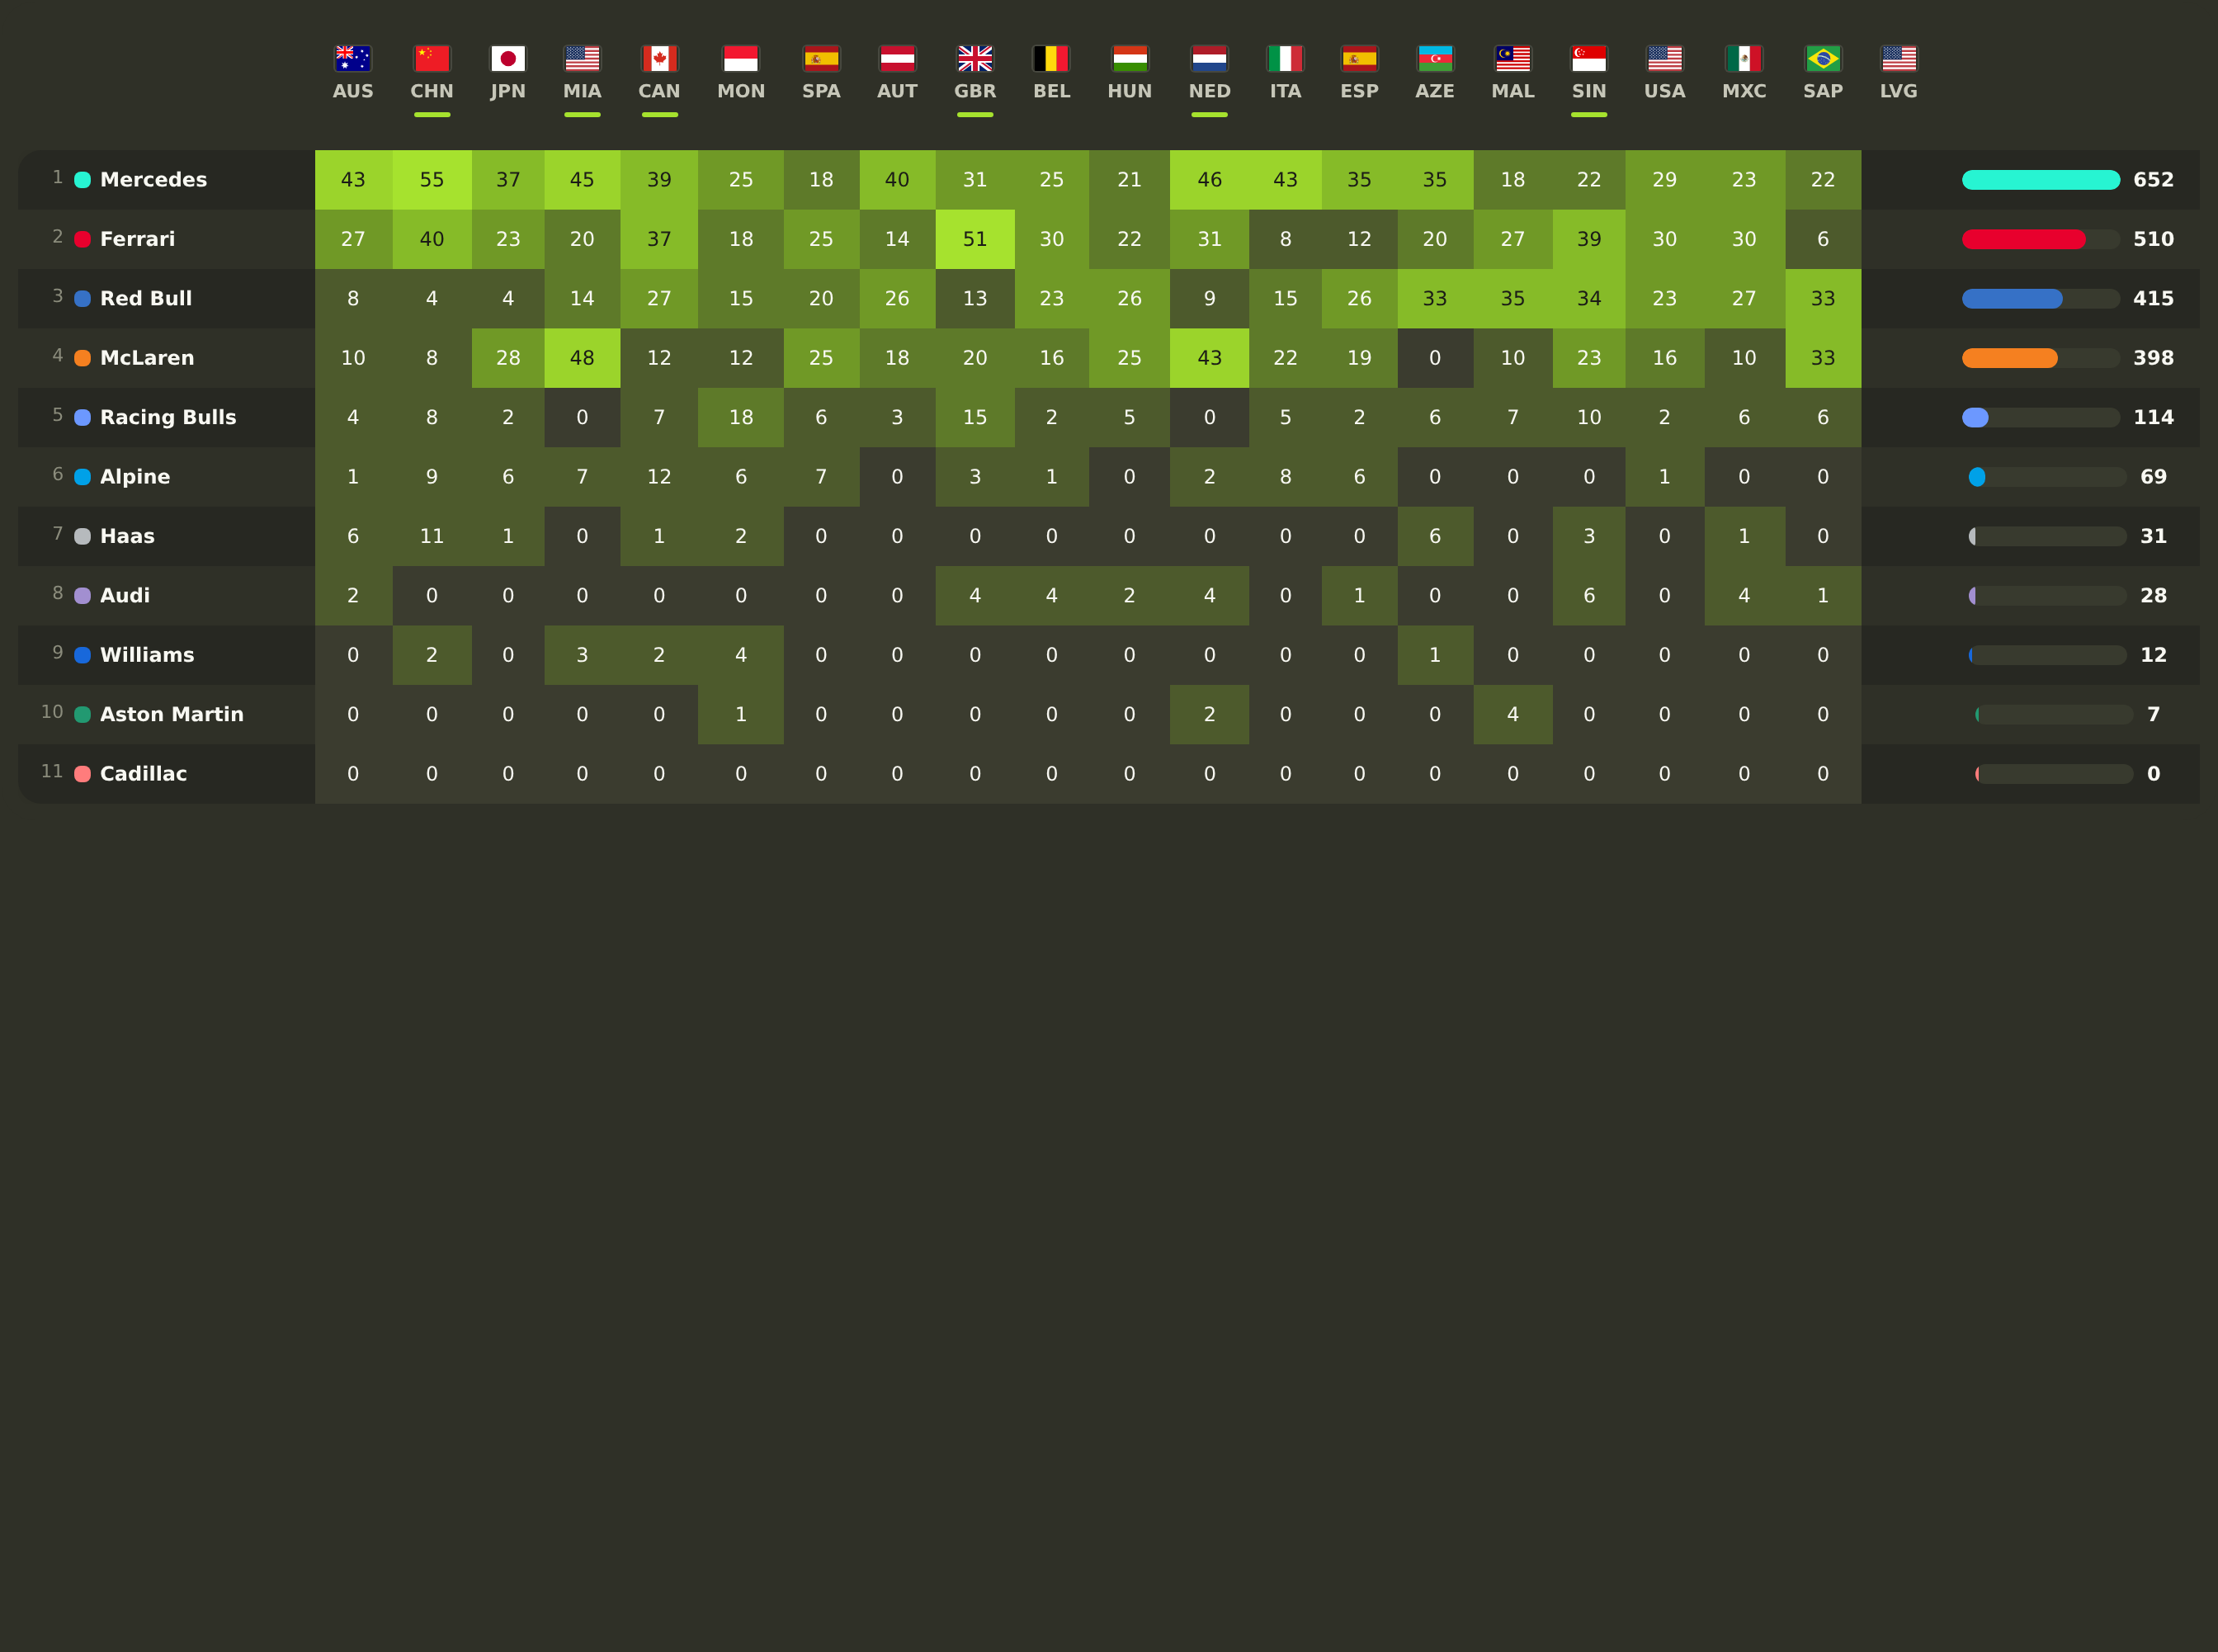 AUS CHN JPN MIA CAN MON SPA AUT GBR BEL HUN NED ITA ESP AZE MAL SIN USA MXC SAP LVG
1 Mercedes 43 55 37 45 39 25 18 40 31 25 21 46 43 35 35 18 22 29 23 22 652
2 Ferrari 27 40 23 20 37 18 25 14 51 30 22 31 8 12 20 27 39 30 30 6 510
3 Red Bull 8 4 4 14 27 15 20 26 13 23 26 9 15 26 33 35 34 23 27 33 415
4 McLaren 10 8 28 48 12 12 25 18 20 16 25 43 22 19 0 10 23 16 10 33 398
5 Racing Bulls 4 8 2 0 7 18 6 3 15 2 5 0 5 2 6 7 10 2 6 6 114
6 Alpine 1 9 6 7 12 6 7 0 3 1 0 2 8 6 0 0 0 1 0 0 69
7 Haas 6 11 1 0 1 2 0 0 0 0 0 0 0 0 6 0 3 0 1 0 31
8 Audi 2 0 0 0 0 0 0 0 4 4 2 4 0 1 0 0 6 0 4 1 28
9 Williams 0 2 0 3 2 4 0 0 0 0 0 0 0 0 1 0 0 0 0 0 12
10 Aston Martin 0 0 0 0 0 1 0 0 0 0 0 2 0 0 0 4 0 0 0 0 7
11 Cadillac 0 0 0 0 0 0 0 0 0 0 0 0 0 0 0 0 0 0 0 0 0